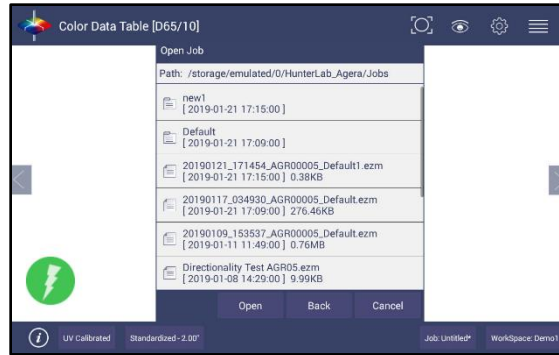 Color Data Table [D65/10]
Open Job
Path: /storage/emulated/0/HunterLab_Agera/Jobs
new1
[ 2019-01-21 17:15:00 ]
Default
[ 2019-01-21 17:09:00 ]
20190121_171454_AGR00005_Default1.ezm
[ 2019-01-21 17:15:00 ] 0.38KB
20190117_034930_AGR00005_Default.ezm
[ 2019-01-21 17:09:00 ] 276.46KB
20190109_153537_AGR00005_Default.ezm
[ 2019-01-11 11:49:00 ] 0.76MB
Directionality Test AGR05.ezm
[ 2019-01-08 14:29:00 ] 9.99KB
Open Back Cancel
i UV Calibrated Standardized - 2.00" Job: Untitled* WorkSpace: Demo1